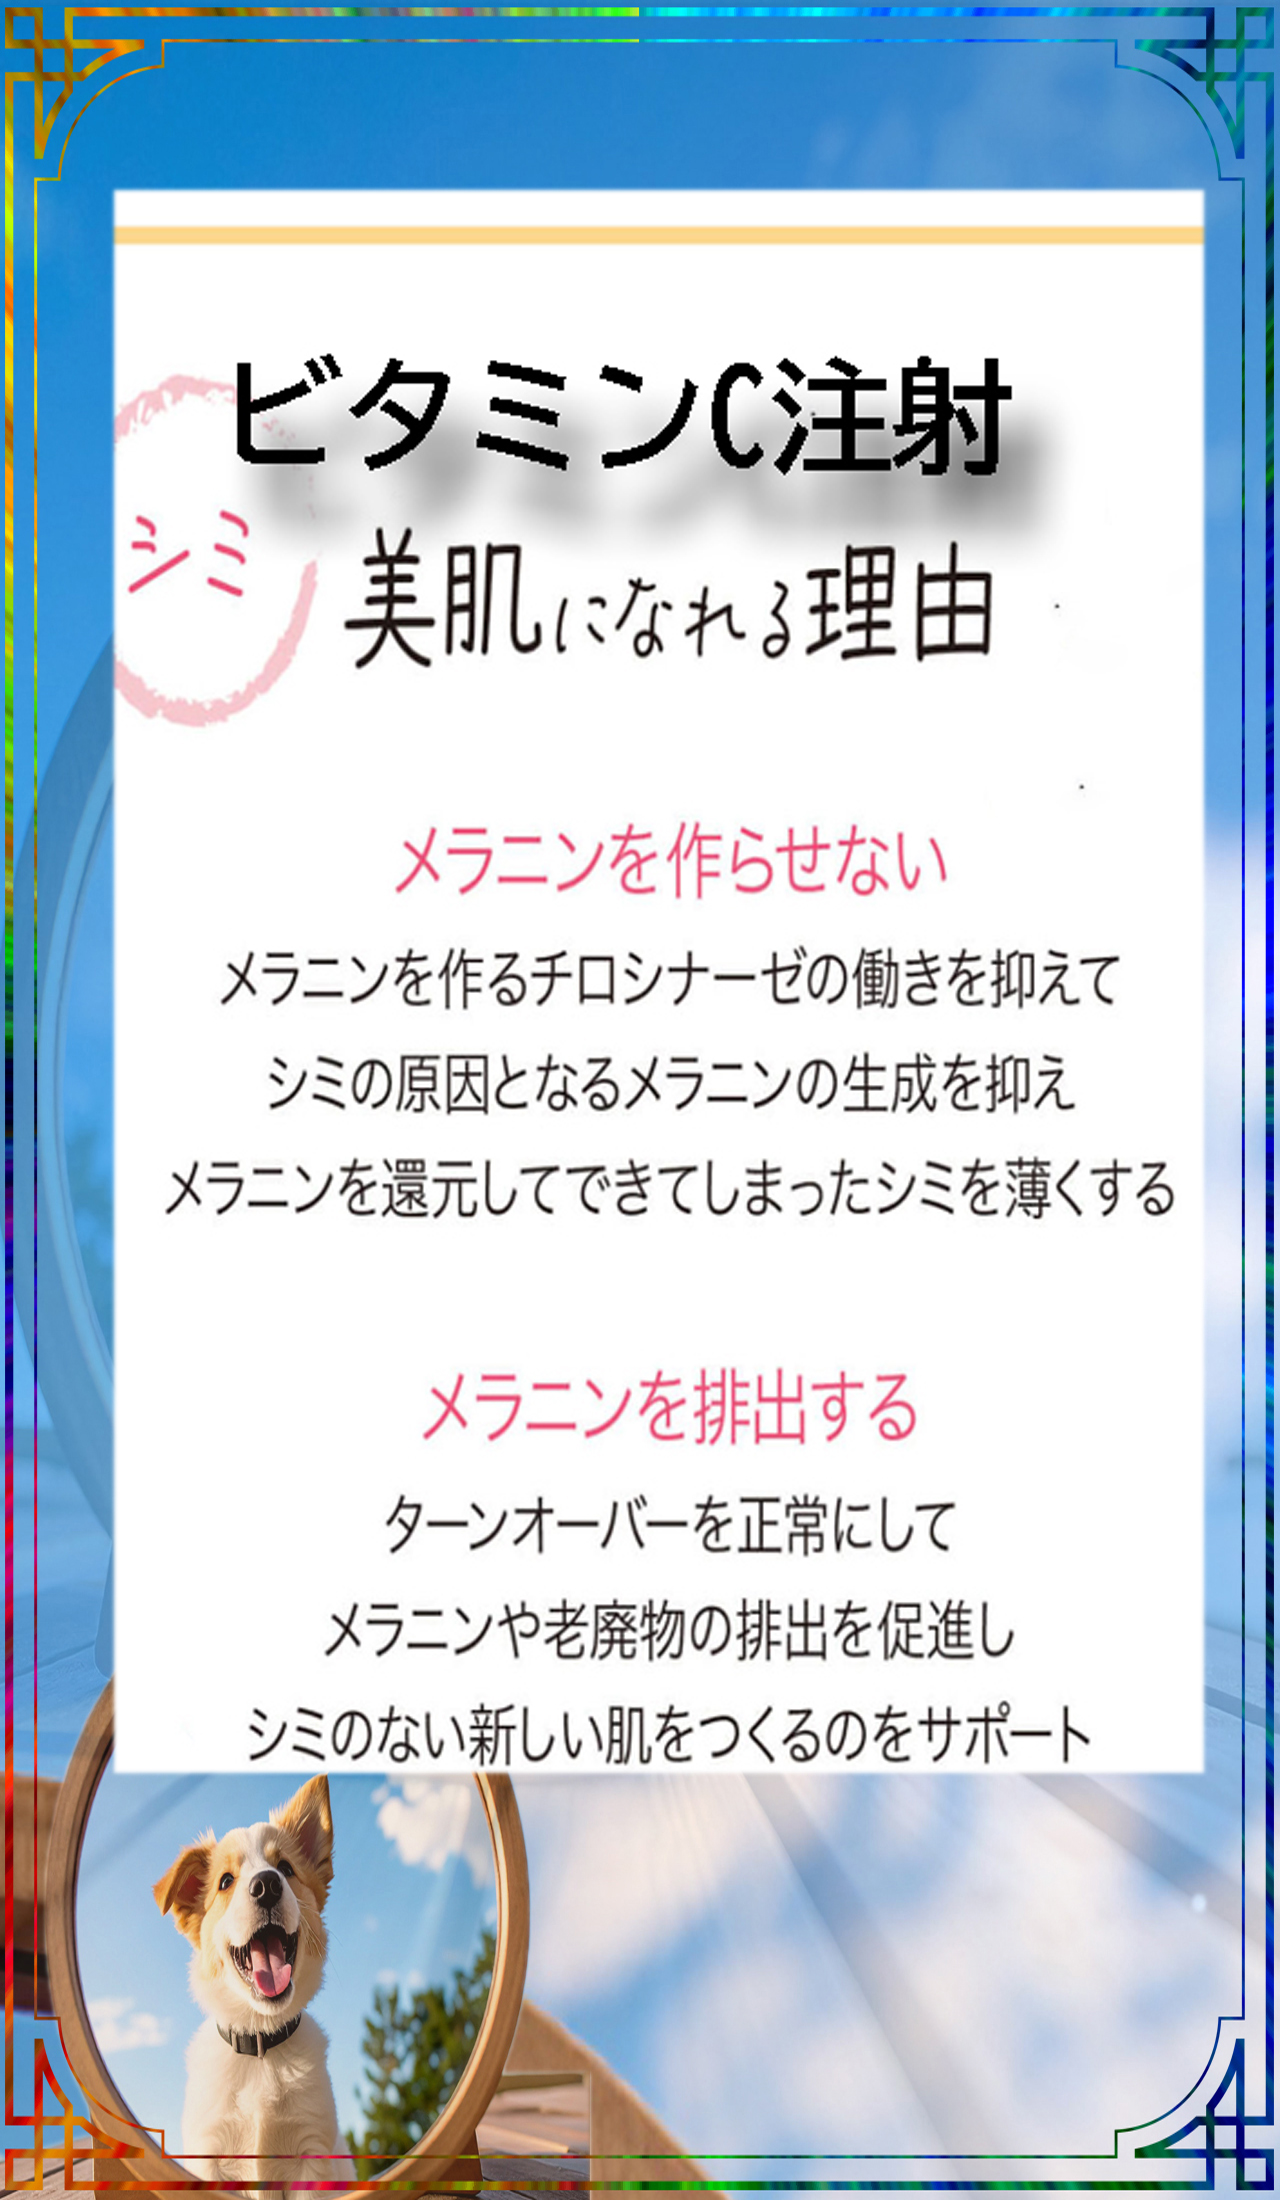 ビタミンC注射
シミ
美肌になれる理由
メラニンを作らせない
メラニンを作るチロシナーゼの働きを抑えて
シミの原因となるメラニンの生成を抑え
メラニンを還元してできてしまったシミを薄くする
メラニンを排出する
ターンオーバーを正常にして
メラニンや老廃物の排出を促進し
シミのない新しい肌をつくるのをサポート